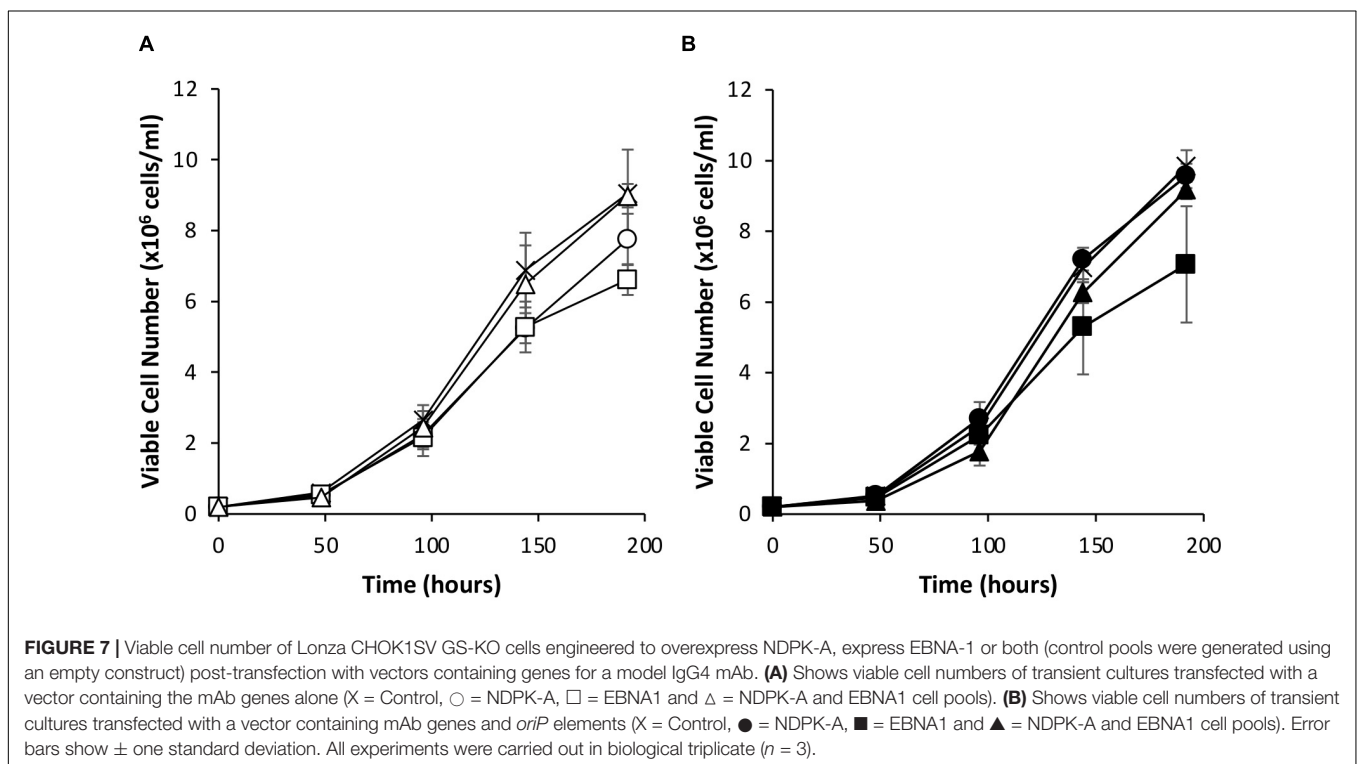 A
Viable Cell Number (x10⁶ cells/ml)
12
10
8
6
4
2
0
0 50 100 150 200
Time (hours)
B
Viable Cell Number (x10⁶ cells/ml)
12
10
8
6
4
2
0
0 50 100 150 200
Time (hours)
FIGURE 7 | Viable cell number of Lonza CHOK1SV GS-KO cells engineered to overexpress NDPK-A, express EBNA-1 or both (control pools were generated using
an empty construct) post-transfection with vectors containing genes for a model IgG4 mAb. (A) Shows viable cell numbers of transient cultures transfected with a
vector containing the mAb genes alone (X = Control, ○ = NDPK-A, □ = EBNA1 and △ = NDPK-A and EBNA1 cell pools). (B) Shows viable cell numbers of transient
cultures transfected with a vector containing mAb genes and oriP elements (X = Control, ● = NDPK-A, ■ = EBNA1 and ▲ = NDPK-A and EBNA1 cell pools). Error
bars show ± one standard deviation. All experiments were carried out in biological triplicate (n = 3).